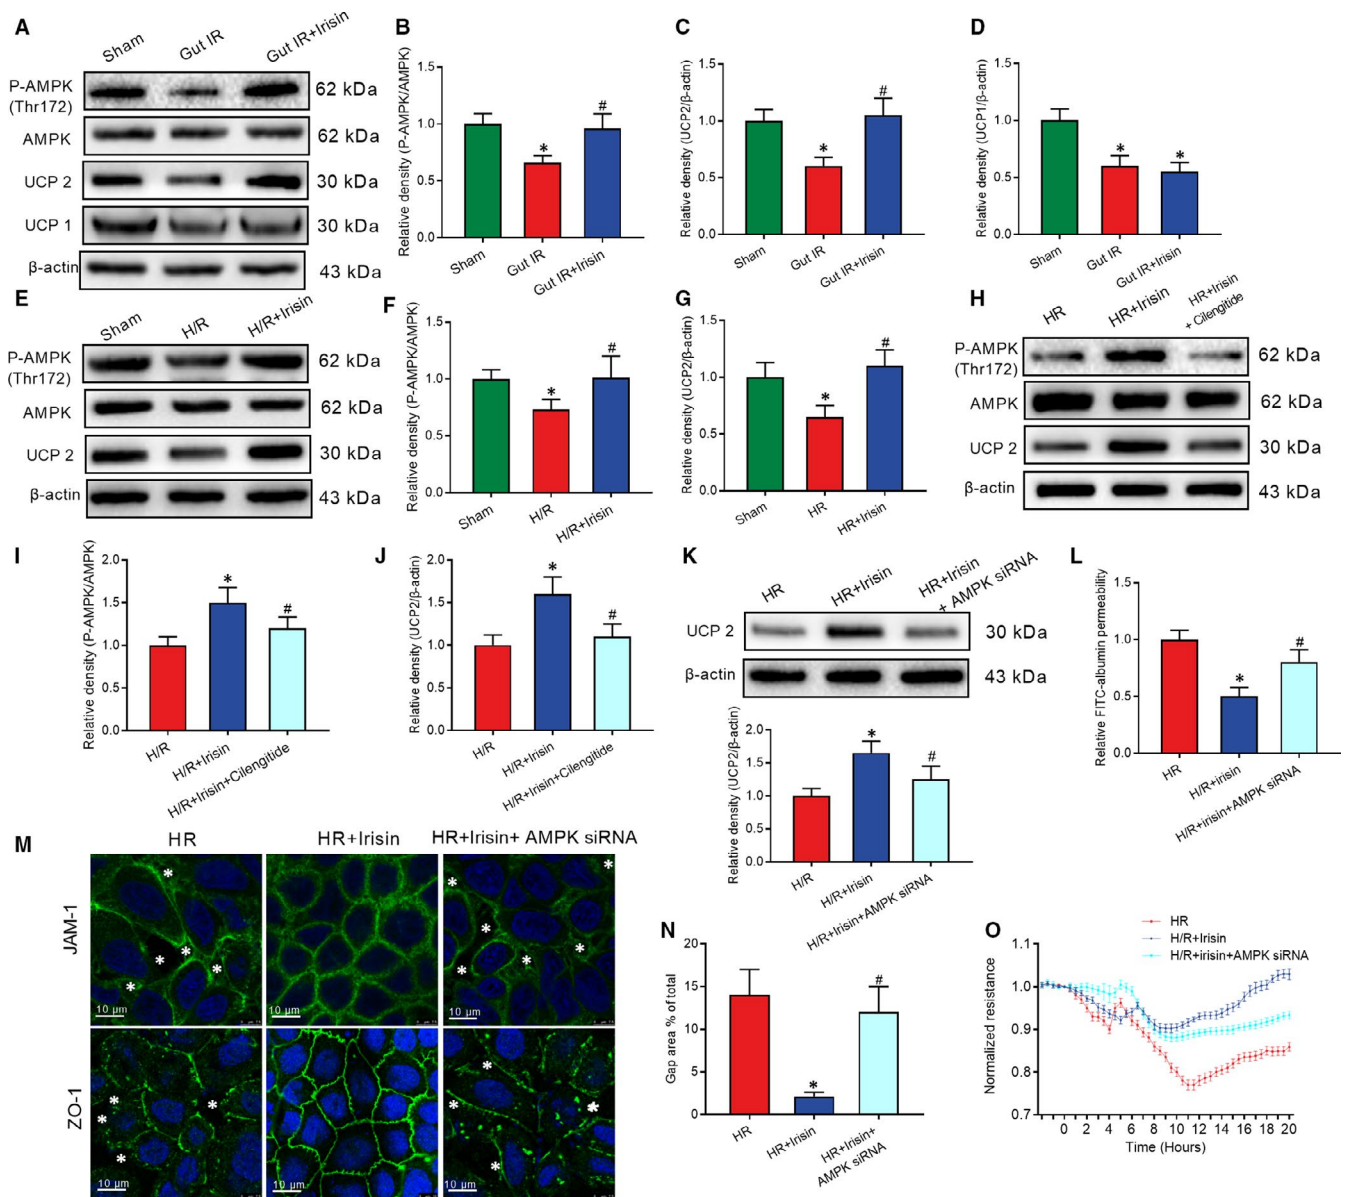 A
Sham
Gut IR
Gut IR+Irisin
P-AMPK
(Thr172)
62 kDa
AMPK
62 kDa
UCP 2
30 kDa
UCP 1
30 kDa
β-actin
43 kDa
B
Relative density (P-AMPK/AMPK)
1.5
1.0
0.5
0.0
*
#
Sham
Gut IR
Gut IR+Irisin
C
Relative density (UCP2/β-actin)
1.5
1.0
0.5
0.0
*
#
Sham
Gut IR
Gut IR+Irisin
D
Relative density (UCP1/β-actin)
1.5
1.0
0.5
0.0
*
*
Sham
Gut IR
Gut IR+Irisin
E
Sham
H/R
H/R+Irisin
P-AMPK
(Thr172)
62 kDa
AMPK
62 kDa
UCP 2
30 kDa
β-actin
43 kDa
F
Relative density (P-AMPK/AMPK)
1.5
1.0
0.5
0.0
*
#
Sham
H/R
H/R+Irisin
G
Relative density (UCP2/β-actin)
1.5
1.0
0.5
0.0
*
#
Sham
HR
HR+Irisin
H
HR
HR+Irisin
HR+Irisin
+ Cilengitide
P-AMPK
(Thr172)
62 kDa
AMPK
62 kDa
UCP 2
30 kDa
β-actin
43 kDa
I
Relative density (P-AMPK/AMPK)
2.0
1.5
1.0
0.5
0.0
*
#
H/R
H/R+Irisin
H/R+Irisin+Cilengitide
J
Relative density (UCP2/β-actin)
2.0
1.5
1.0
0.5
0.0
*
#
H/R
H/R+Irisin
H/R+Irisin+Cilengitide
K
HR
HR+Irisin
HR+Irisin
+ AMPK siRNA
UCP 2
30 kDa
β-actin
43 kDa
Relative density (UCP2/β-actin)
2.0
1.5
1.0
0.5
0.0
*
#
H/R
H/R+Irisin
H/R+Irisin+AMPK siRNA
L
Relative FITC-albumin permeability
1.5
1.0
0.5
0.0
*
#
HR
H/R+irisin
H/R+irisin+AMPK siRNA
M
HR
HR+Irisin
HR+Irisin+ AMPK siRNA
JAM-1
* * * * *
* * * * *
10 µm
10 µm
10 µm
ZO-1
* * * *
* * * *
10 µm
10 µm
10 µm
N
Gap area % of total
20
15
10
5
0
*
#
HR
HR+Irisin
HR+Irisin+
AMPK siRNA
O
HR
H/R+Irisin
H/R+irisin+AMPK siRNA
Normalized resistance
1.1
1.0
0.9
0.8
0.7
0 2 4 6 8 10 12 14 16 18 20
Time (Hours)